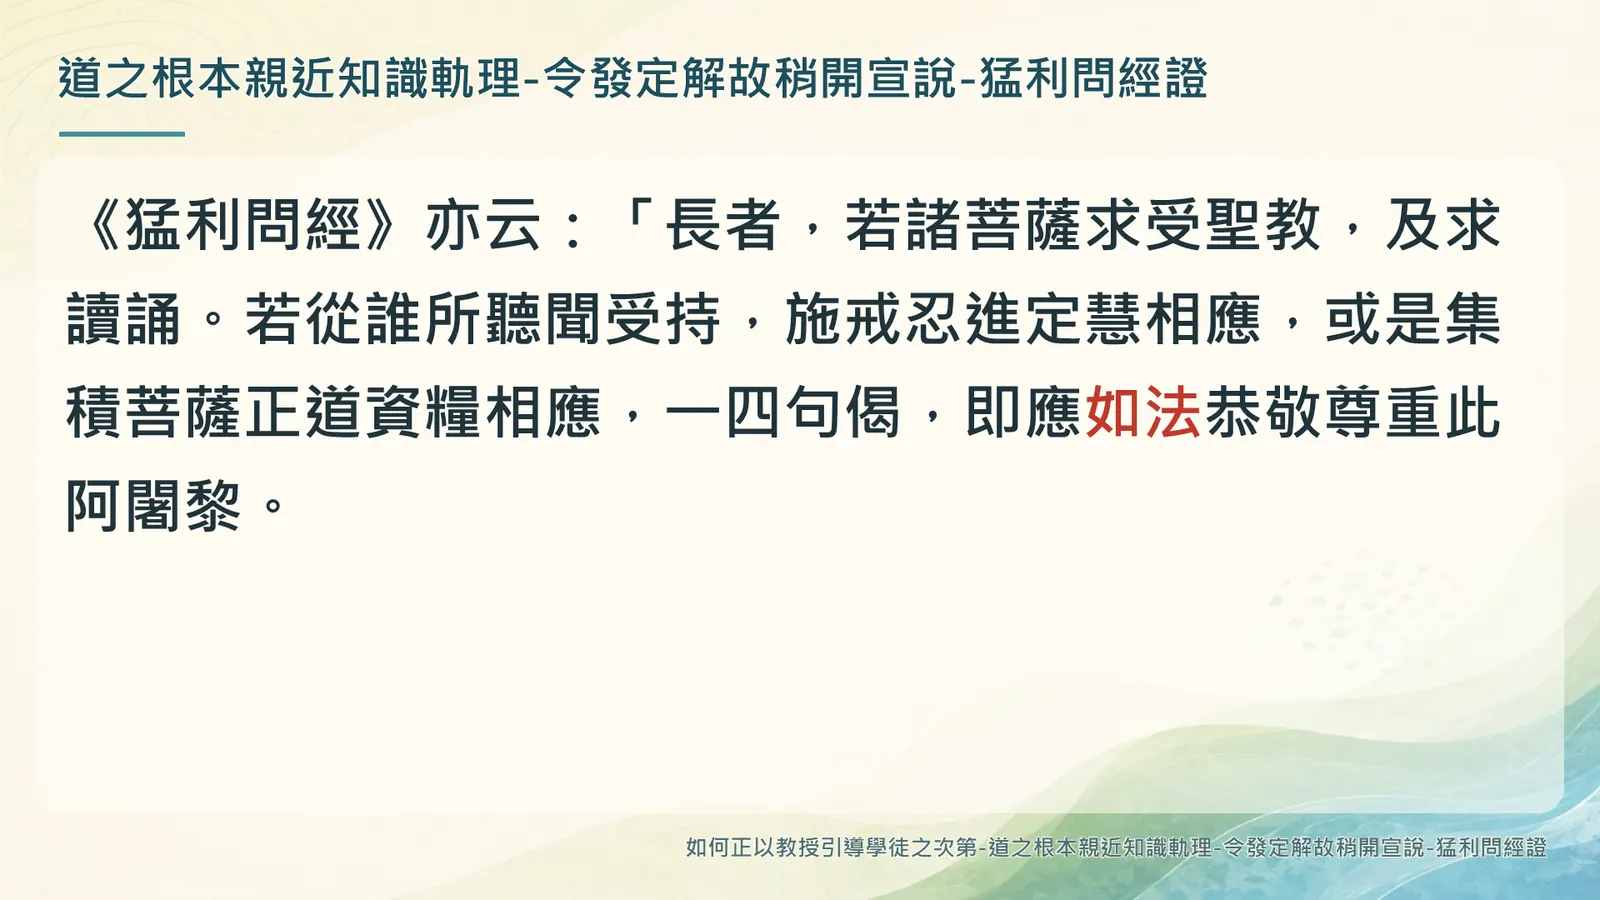 道之根本親近知識軌理-令發定解故稍開宣說-猛利問經證
《猛利問經》亦云：「長者，若諸菩薩求受聖教，及求
讀誦。若從誰所聽聞受持，施戒忍進定慧相應，或是集
積菩薩正道資糧相應，一四句偈，即應如法恭敬尊重此
阿闍黎。
如何正以教授引導學徒之次第-道之根本親近知識軌理-令發定解故稍開宣說-猛利問經證